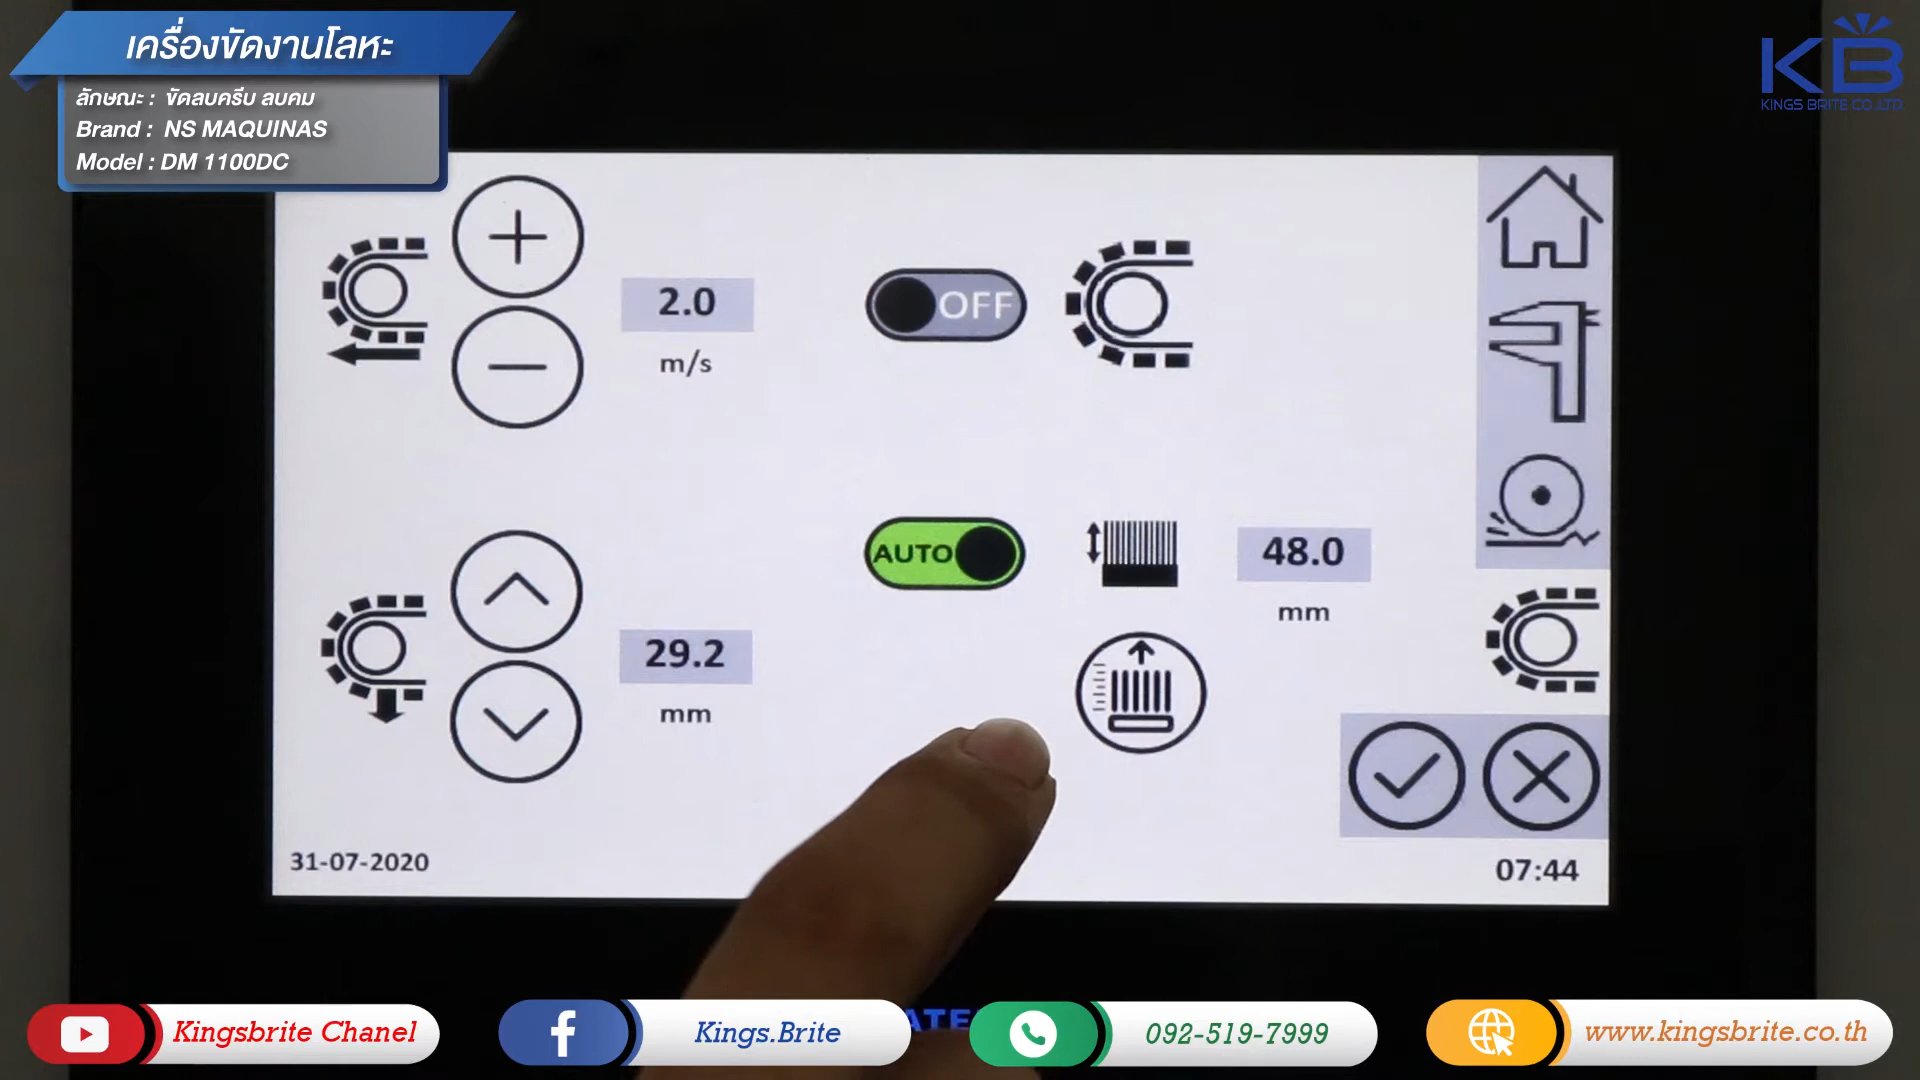 เครื่องขัดงานโลหะ
ลักษณะ : ขัดลบครีบ ลบคม
Brand : NS MAQUINAS
Model : DM 1100DC
KB
KINGS BRITE CO.,LTD.
2.0
m/s
OFF
AUTO
48.0
mm
29.2
mm
31-07-2020
07:44
Kingsbrite Chanel
Kings.Brite
092-519-7999
www.kingsbrite.co.th